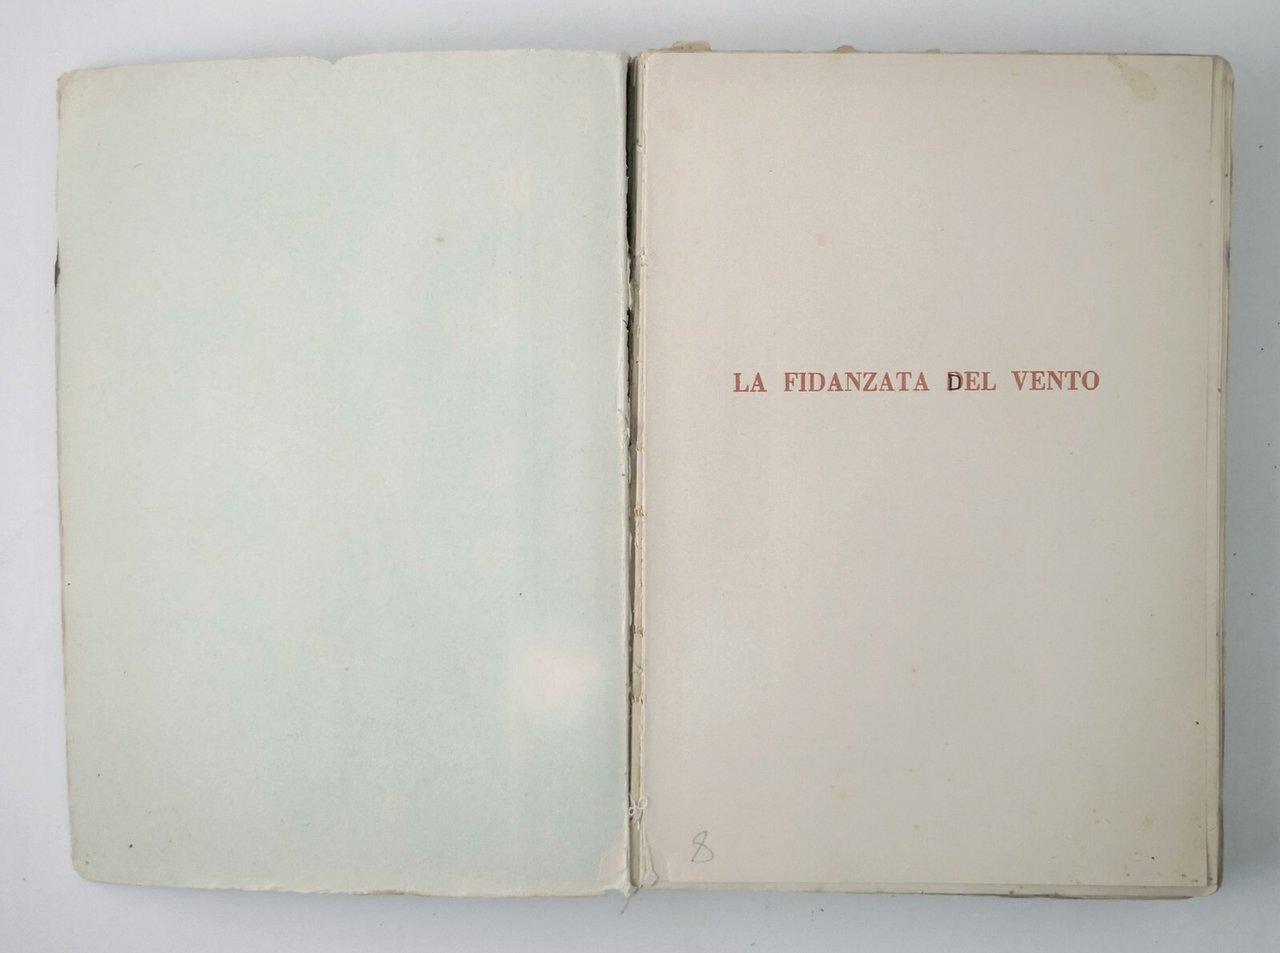 LA FIDANZATA DEL VENTO
8